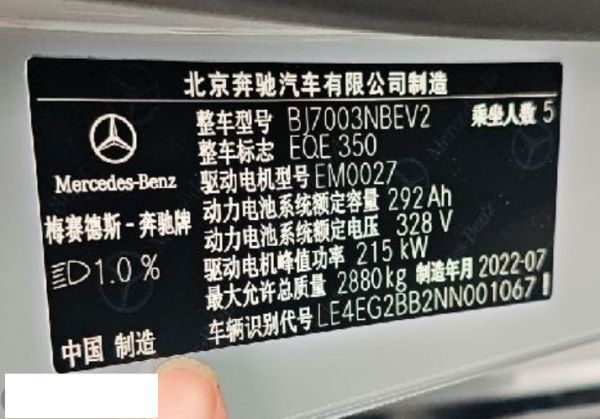 北京奔驰汽车有限公司制造
整车型号 BJ7003NBEV2 乘坐人数 5
整车标志 EQE 350
驱动电机型号 EM0027
Mercedes-Benz
动力电池系统额定容量 292Ah
动力电池系统额定电压 328 V
梅赛德斯-奔驰牌
驱动电机峰值功率 215 kW
1.0 %
最大允许总质量 2880kg 制造年月 2022-07
车辆识别代号 LE4EG2BB2NN001067
中国 制造